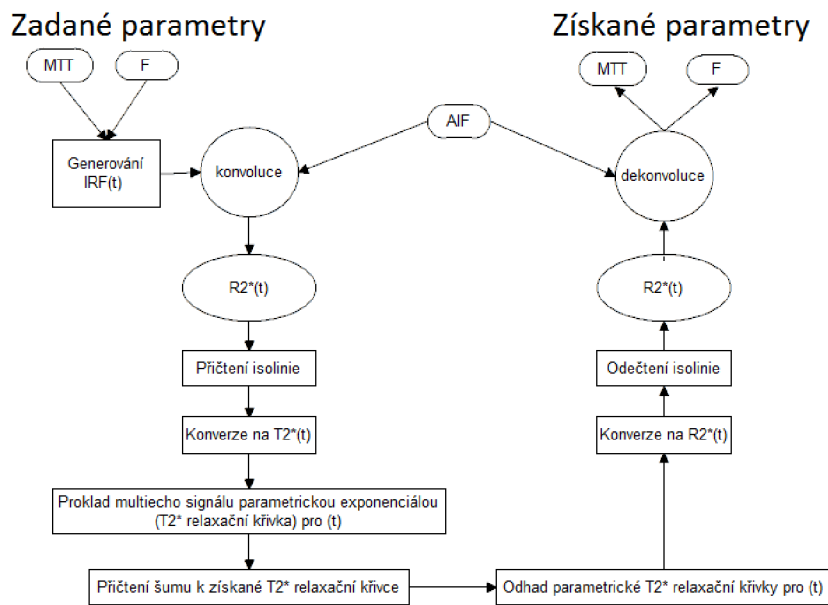 Zadané parametry
Získané parametry
MTT
F
MTT
F
AIF
Generování
IRF(t)
konvoluce
dekonvoluce
R2*(t)
R2*(t)
Přičtení isolinie
Odečtení isolinie
Konverze na T2*(t)
Konverze na R2*(t)
Proklad multiecho signálu parametrickou exponenciálou
(T2* relaxační křivka) pro (t)
Přičtení šumu k získané T2* relaxační křivce
Odhad parametrické T2* relaxační křivky pro (t)